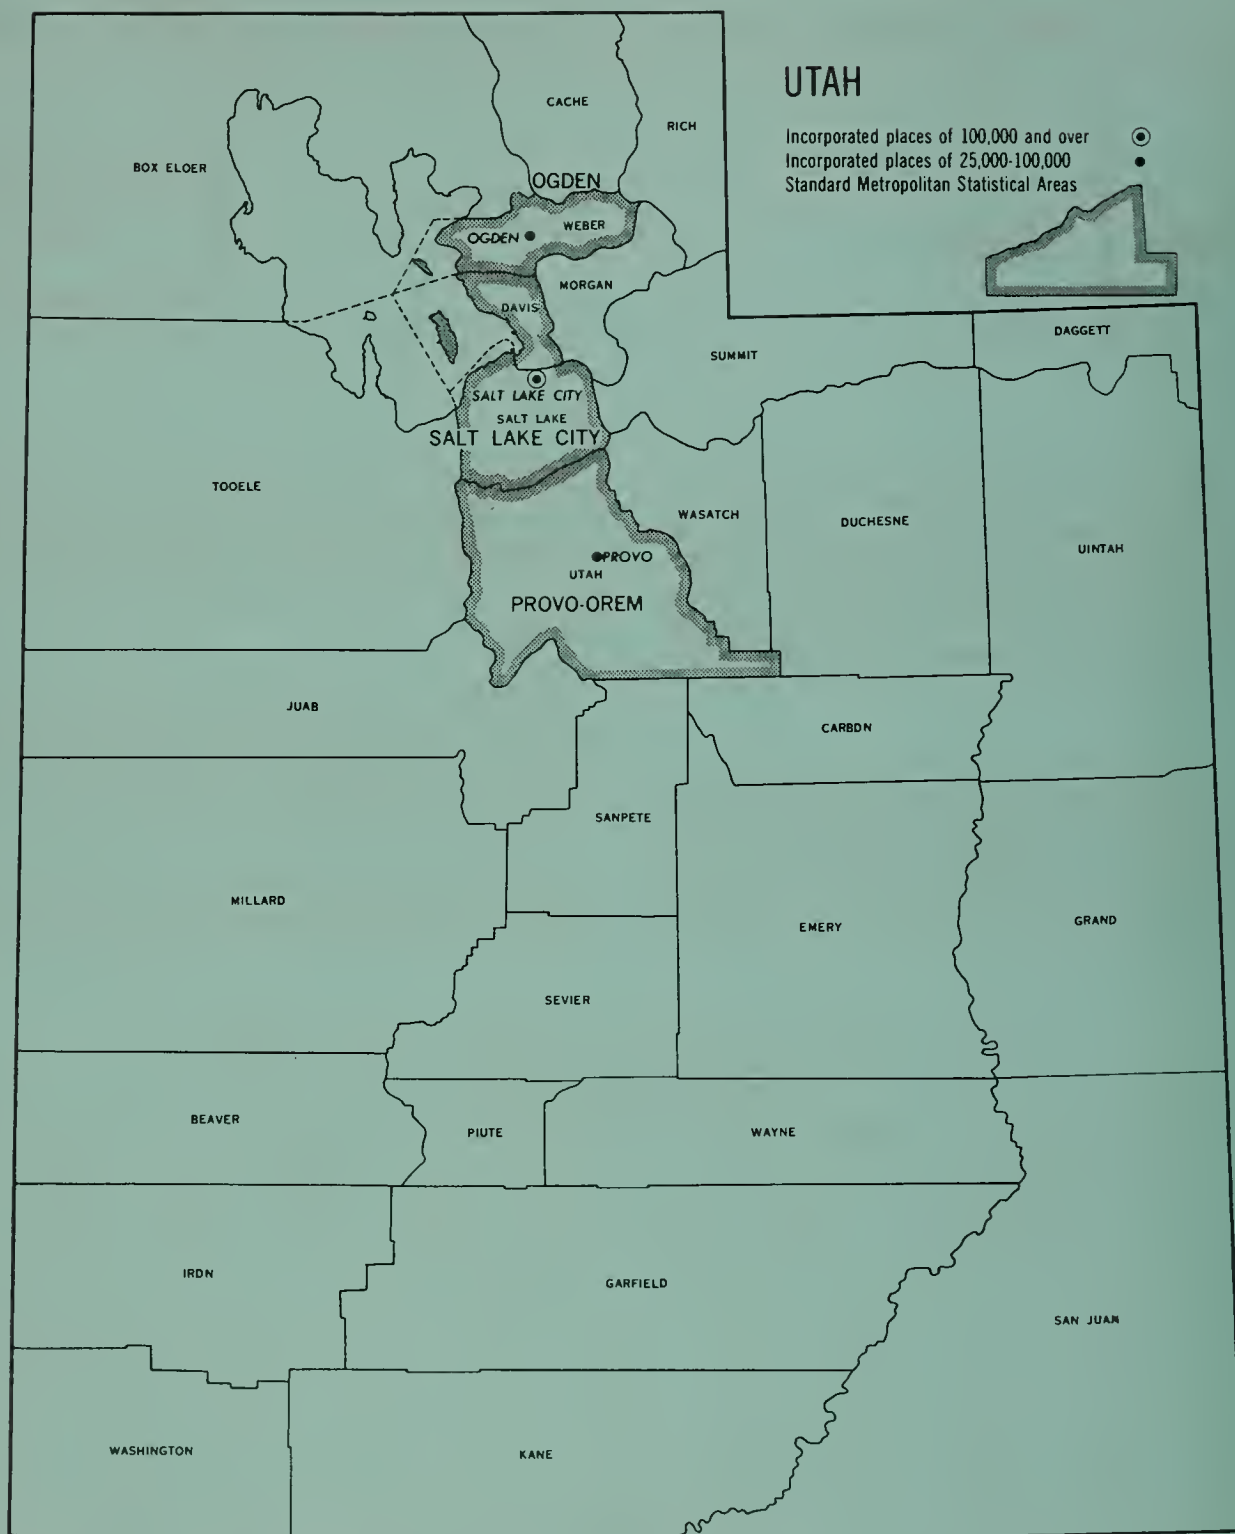 UTAH
Incorporated places of 100,000 and over
Incorporated places of 25,000-100,000
Standard Metropolitan Statistical Areas
CACHE
RICH
BOX ELOER
OGDEN
WEBER
OGDEN
MORGAN
DAVIS
DAGGETT
SUMMIT
SALT LAKE CITY
SALT LAKE
SALT LAKE CITY
TOOELE
WASATCH
DUCHESNE
UINTAH
PROVO
UTAH
PROVO-OREM
JUAB
CARBDN
SANPETE
MILLARD
EMERY
GRAND
SEVIER
BEAVER
PIUTE
WAYNE
IRDN
GARFIELD
SAN JUAN
WASHINGTON
KANE